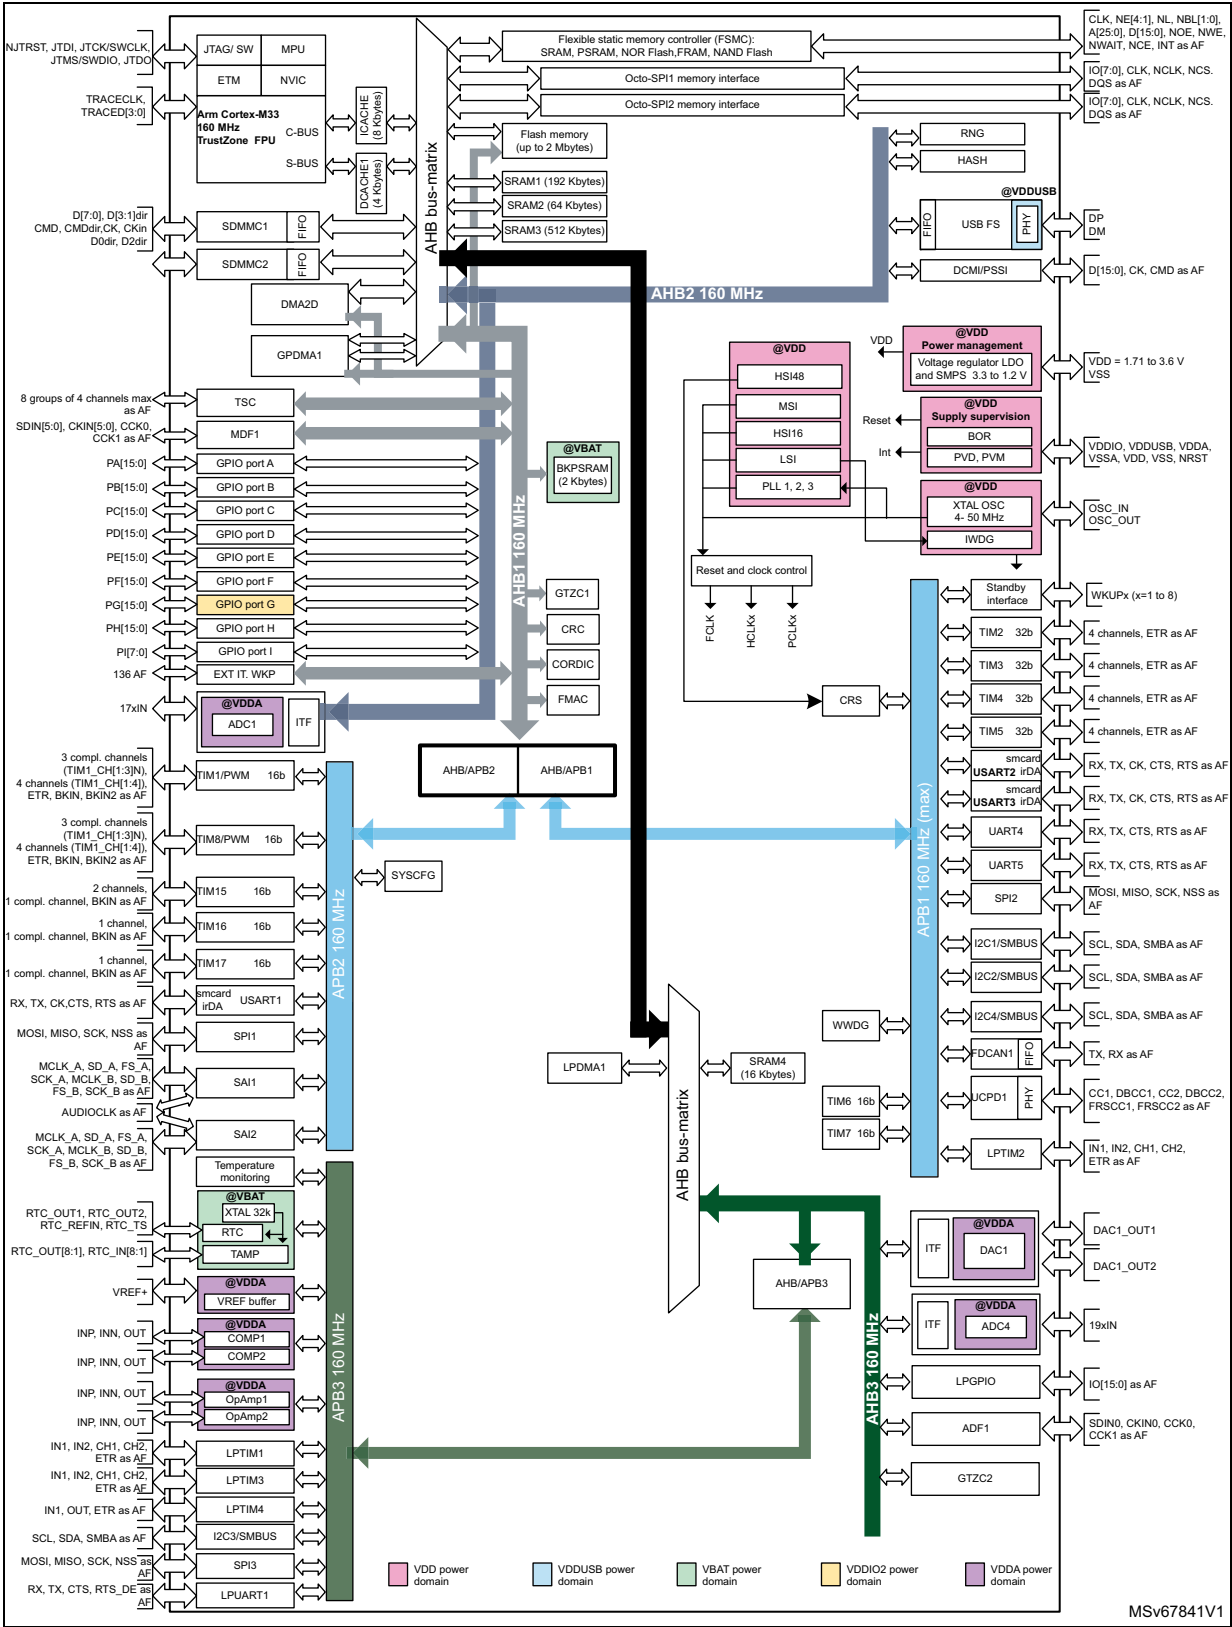 NJTRST, JTDI, JTCK/SWCLK,
JTMS/SWDIO, JTDO
TRACECLK,
TRACED[3:0]
JTAG/ SW
MPU
ETM
NVIC
Arm Cortex-M33
160 MHz
TrustZone FPU
C-BUS
S-BUS
ICACHE
(8 Kbytes)
DCACHE1
(4 Kbytes)
AHB bus-matrix
Flexible static memory controller (FSMC):
SRAM, PSRAM, NOR Flash,FRAM, NAND Flash
Octo-SPI1 memory interface
Octo-SPI2 memory interface
CLK, NE[4:1], NL, NBL[1:0],
A[25:0], D[15:0], NOE, NWE,
NWAIT, NCE, INT as AF
IO[7:0], CLK, NCLK, NCS.
DQS as AF
IO[7:0], CLK, NCLK, NCS.
DQS as AF
Flash memory
(up to 2 Mbytes)
SRAM1 (192 Kbytes)
SRAM2 (64 Kbytes)
SRAM3 (512 Kbytes)
RNG
HASH
@VDDUSB
FIFO
USB FS
PHY
DP
DM
DCMI/PSSI
D[15:0], CK, CMD as AF
AHB2 160 MHz
D[7:0], D[3:1]dir
CMD, CMDdir,CK, CKin
D0dir, D2dir
SDMMC1
FIFO
SDMMC2
FIFO
DMA2D
GPDMA1
8 groups of 4 channels max
as AF
TSC
SDIN[5:0], CKIN[5:0], CCK0,
CCK1 as AF
MDF1
PA[15:0]
GPIO port A
PB[15:0]
GPIO port B
PC[15:0]
GPIO port C
PD[15:0]
GPIO port D
PE[15:0]
GPIO port E
PF[15:0]
GPIO port F
PG[15:0]
GPIO port G
PH[15:0]
GPIO port H
PI[7:0]
GPIO port I
136 AF
EXT IT. WKP
17xIN
@VDDA
ADC1
ITF
AHB1 160 MHz
@VBAT
BKPSRAM
(2 Kbytes)
GTZC1
CRC
CORDIC
FMAC
@VDD
HSI48
MSI
HSI16
LSI
PLL 1, 2, 3
Reset and clock control
FCLK
HCLKx
PCLKx
VDD
@VDD
Power management
Voltage regulator LDO
and SMPS 3.3 to 1.2 V
VDD = 1.71 to 3.6 V
VSS
Reset
Int
@VDD
Supply supervision
BOR
PVD, PVM
VDDIO, VDDUSB, VDDA,
VSSA, VDD, VSS, NRST
@VDD
XTAL OSC
4- 50 MHz
IWDG
OSC_IN
OSC_OUT
Standby
interface
WKUPx (x=1 to 8)
TIM2 32b
4 channels, ETR as AF
TIM3 32b
4 channels, ETR as AF
CRS
TIM4 32b
4 channels, ETR as AF
TIM5 32b
4 channels, ETR as AF
smcard
USART2 irDA
RX, TX, CK, CTS, RTS as AF
smcard
USART3 irDA
RX, TX, CK, CTS, RTS as AF
UART4
RX, TX, CTS, RTS as AF
UART5
RX, TX, CTS, RTS as AF
SPI2
MOSI, MISO, SCK, NSS as
AF
I2C1/SMBUS
SCL, SDA, SMBA as AF
I2C2/SMBUS
SCL, SDA, SMBA as AF
I2C4/SMBUS
SCL, SDA, SMBA as AF
FDCAN1
FIFO
TX, RX as AF
UCPD1
PHY
CC1, DBCC1, CC2, DBCC2,
FRSCC1, FRSCC2 as AF
LPTIM2
IN1, IN2, CH1, CH2,
ETR as AF
APB1 160 MHz (max)
WWDG
TIM6 16b
TIM7 16b
AHB/APB2
AHB/APB1
3 compl. channels
(TIM1_CH[1:3]N),
4 channels (TIM1_CH[1:4]),
ETR, BKIN, BKIN2 as AF
TIM1/PWM 16b
3 compl. channels
(TIM1_CH[1:3]N),
4 channels (TIM1_CH[1:4]),
ETR, BKIN, BKIN2 as AF
TIM8/PWM 16b
2 channels,
1 compl. channel, BKIN as AF
TIM15 16b
1 channel,
1 compl. channel, BKIN as AF
TIM16 16b
1 channel,
1 compl. channel, BKIN as AF
TIM17 16b
RX, TX, CK,CTS, RTS as AF
smcard
irDA
USART1
MOSI, MISO, SCK, NSS as
AF
SPI1
MCLK_A, SD_A, FS_A,
SCK_A, MCLK_B, SD_B,
FS_B, SCK_B as AF
SAI1
AUDIOCLK as AF
MCLK_A, SD_A, FS_A,
SCK_A, MCLK_B, SD_B,
FS_B, SCK_B as AF
SAI2
APB2 160 MHz
SYSCFG
LPDMA1
AHB bus-matrix
SRAM4
(16 Kbytes)
Temperature
monitoring
@VBAT
XTAL 32k
RTC
TAMP
RTC_OUT1, RTC_OUT2,
RTC_REFIN, RTC_TS
RTC_OUT[8:1], RTC_IN[8:1]
VREF+
@VDDA
VREF buffer
INP, INN, OUT
INP, INN, OUT
@VDDA
COMP1
COMP2
INP, INN, OUT
INP, INN, OUT
@VDDA
OpAmp1
OpAmp2
IN1, IN2, CH1, CH2,
ETR as AF
LPTIM1
IN1, IN2, CH1, CH2,
ETR as AF
LPTIM3
IN1, OUT, ETR as AF
LPTIM4
SCL, SDA, SMBA as AF
I2C3/SMBUS
MOSI, MISO, SCK, NSS as
AF
SPI3
RX, TX, CTS, RTS_DE as
AF
LPUART1
APB3 160 MHz
AHB/APB3
AHB3 160 MHz
ITF
@VDDA
DAC1
DAC1_OUT1
DAC1_OUT2
ITF
@VDDA
ADC4
19xIN
LPGPIO
IO[15:0] as AF
ADF1
SDIN0, CKIN0, CCK0,
CCK1 as AF
GTZC2
VDD power
domain
VDDUSB power
domain
VBAT power
domain
VDDIO2 power
domain
VDDA power
domain
MSv67841V1